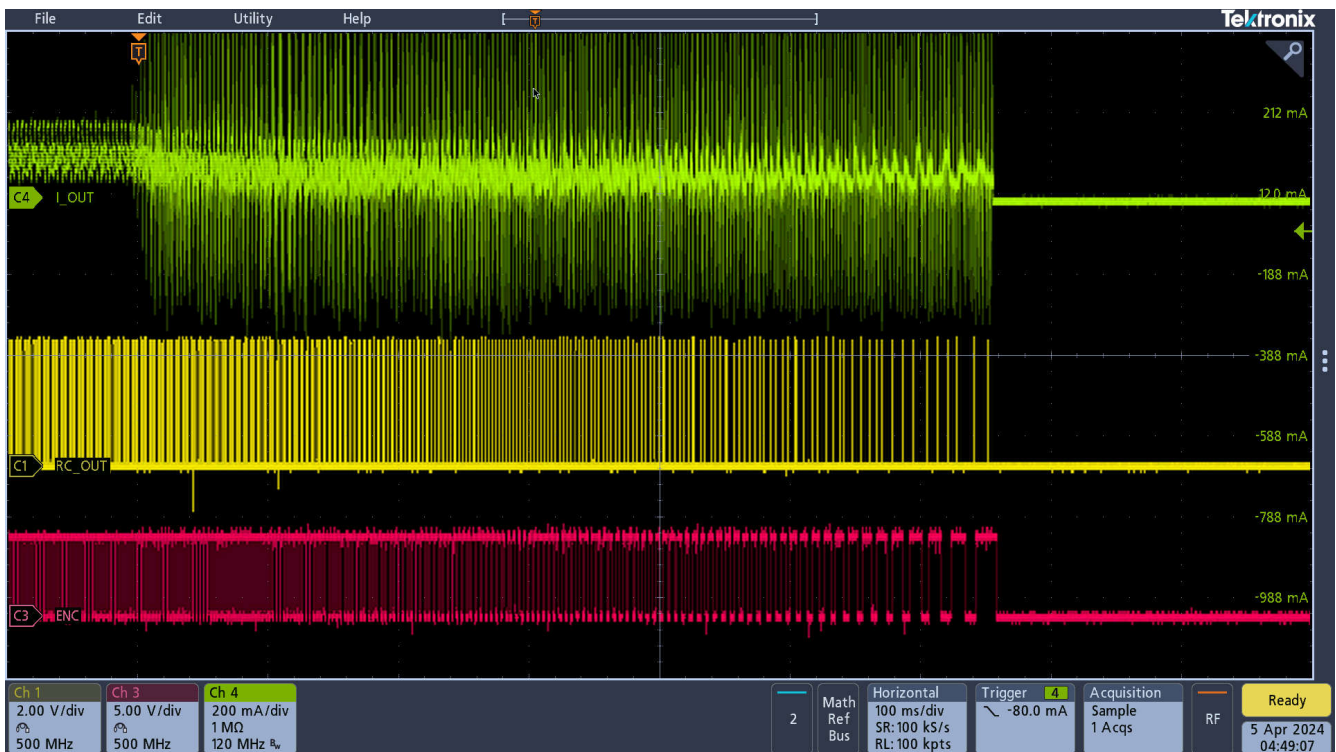 File Edit Utility Help [ T ] Tektronix
T
212 mA
C4 I_OUT 12.0 mA
-188 mA
-388 mA
-588 mA
C1 RC_OUT
-788 mA
-988 mA
C3 ENC
Ch 1
2.00 V/div
500 MHz
Ch 3
5.00 V/div
500 MHz
Ch 4
200 mA/div
1 MΩ
120 MHz Bw
2
Math
Ref
Bus
Horizontal
100 ms/div
SR: 100 kS/s
RL: 100 kpts
Trigger 4
-80.0 mA
Acquisition
Sample
1 Acqs
RF
Ready
5 Apr 2024
04:49:07